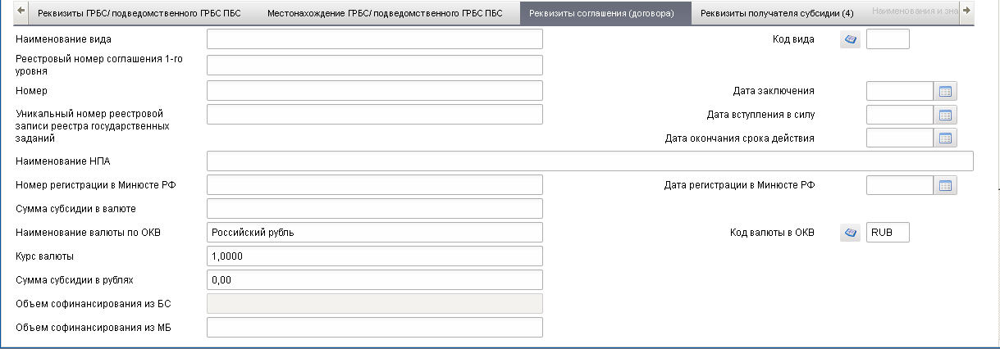 Реквизиты ГРБС/ подведомственного ГРБС ПБС Местонахождение ГРБС/ подведомственного ГРБС ПБС Реквизиты соглашения (договора) Реквизиты получателя субсидии (4) Наименования и зна
Наименование вида Код вида
Реестровый номер соглашения 1-го
уровня
Номер Дата заключения
Уникальный номер реестровой
записи реестра государственных
заданий
Дата вступления в силу
Дата окончания срока действия
Наименование НПА
Номер регистрации в Минюсте РФ Дата регистрации в Минюсте РФ
Сумма субсидии в валюте
Наименование валюты по ОКВ Российский рубль Код валюты в ОКВ RUB
Курс валюты 1,0000
Сумма субсидии в рублях 0,00
Объем софинансирования из БС
Объем софинансирования из МБ